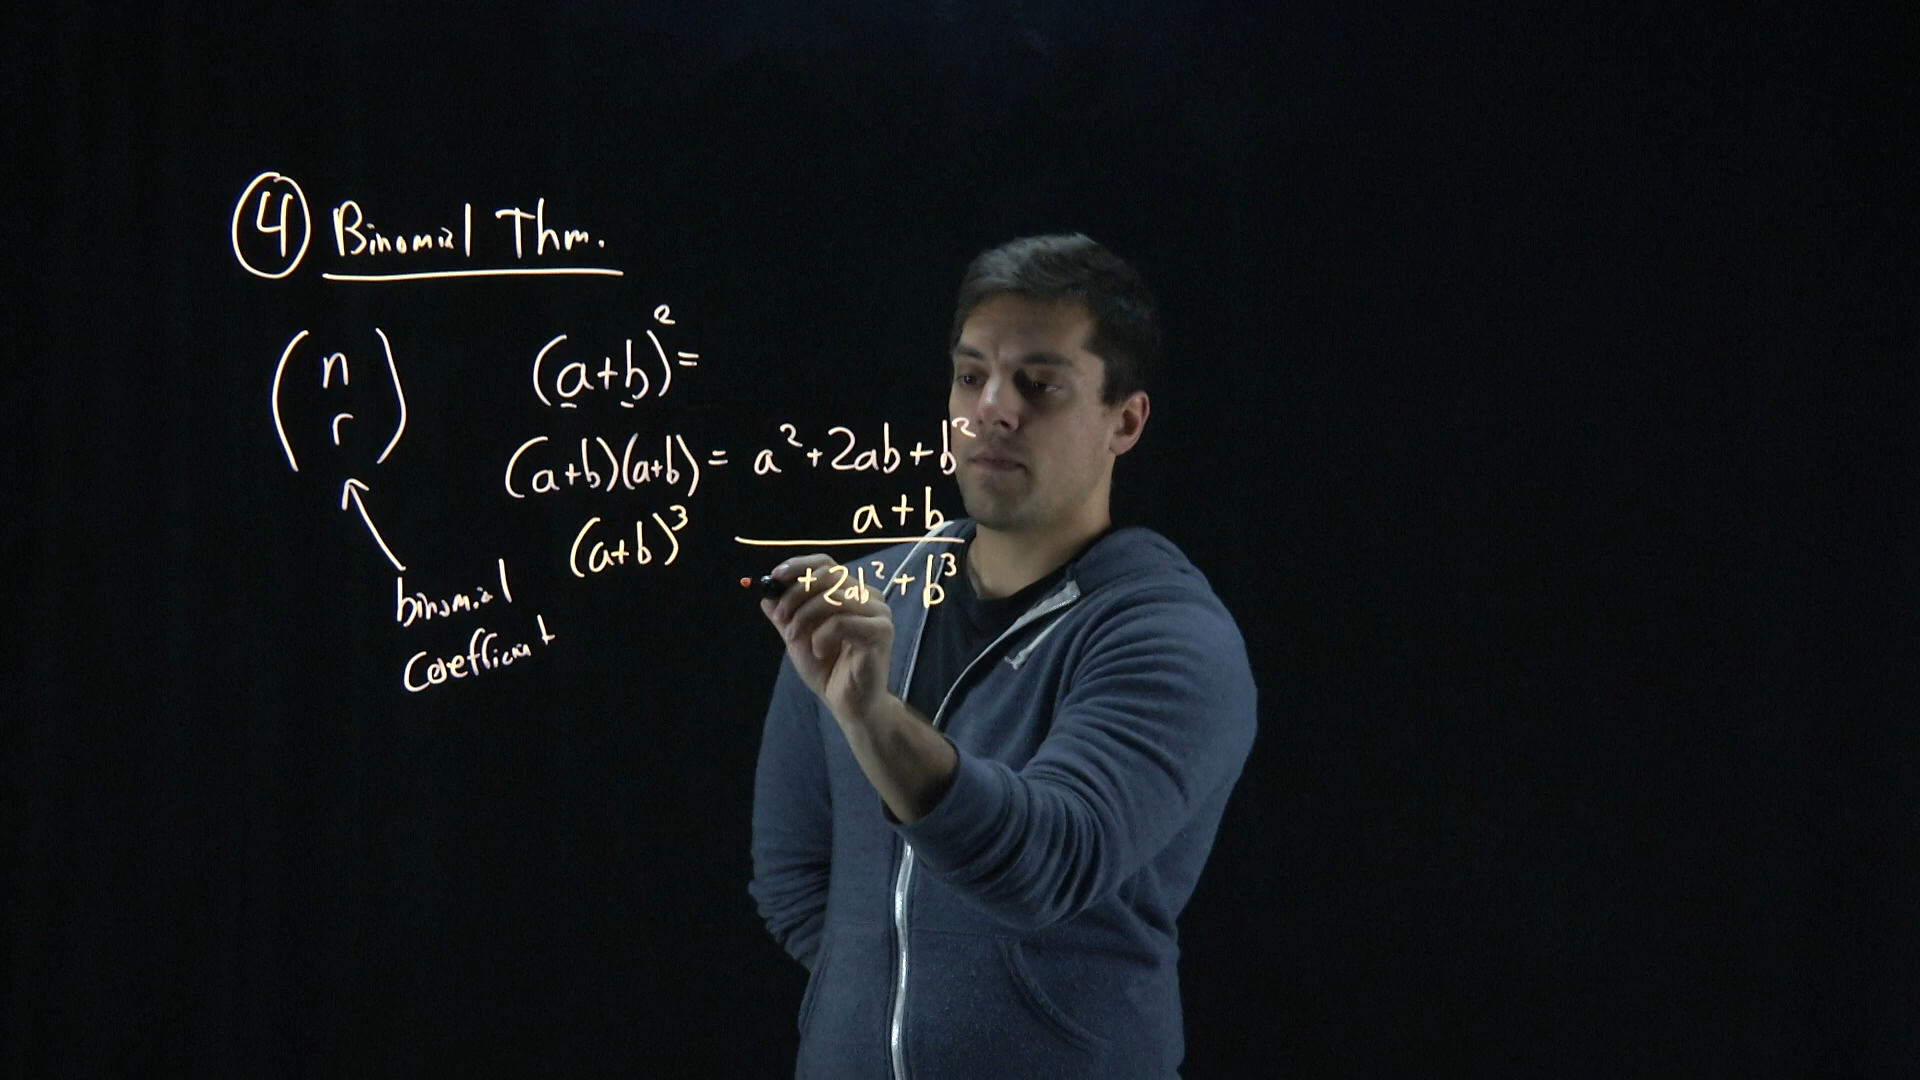 ④ Binomial Thm.
(n r)
binomial
coefficient
(a+b)²=
(a+b)(a+b) = a²+2ab+b²
(a+b)³
a+b
+2ab²+b³